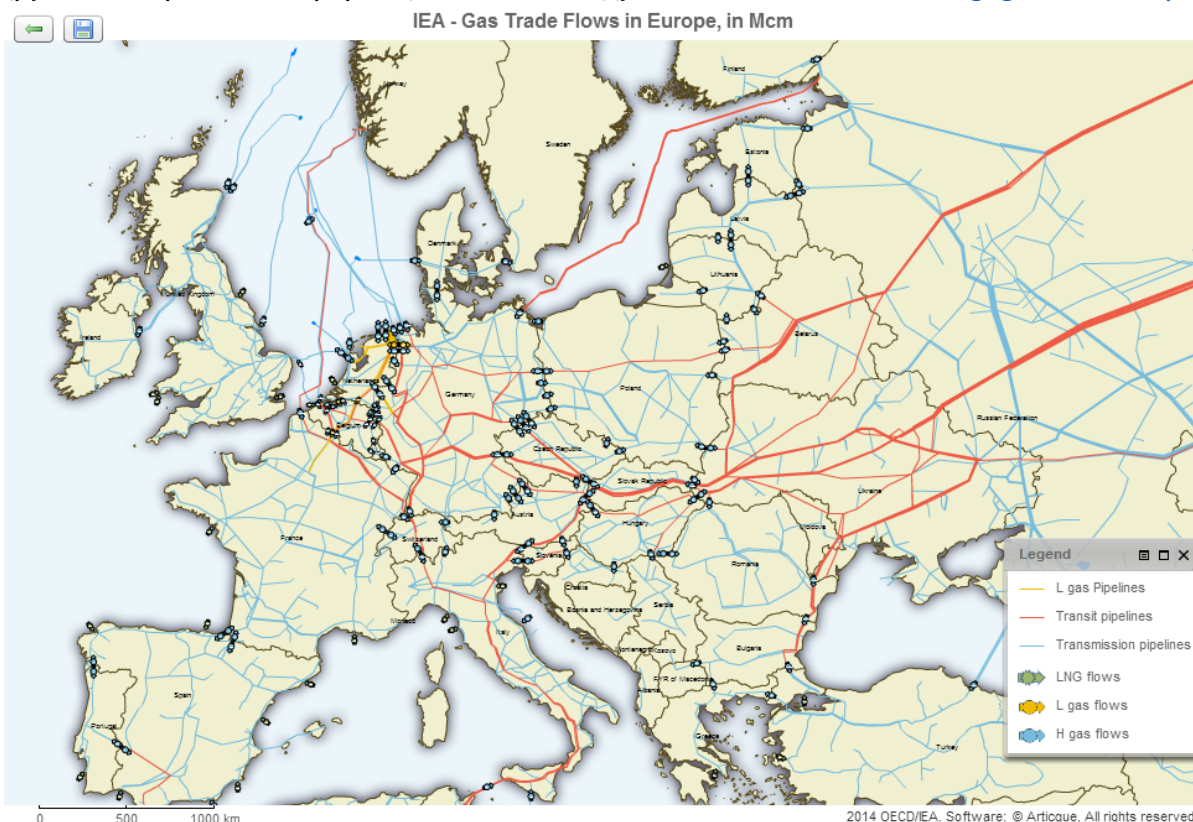 IEA - Gas Trade Flows in Europe, in Mcm
Finland
Norway
Sweden
Estonia
Latvia
Denmark
Lithuania
United Kingdom
Ireland
Belarus
Netherlands
Germany
Poland
Belgium
Russian Federation
Czech Republic
Slovak Republic
Ukraine
Austria
Hungary
Moldova
France
Switzerland
Slovenia
Romania
Croatia
Bosnia and Herzegovina
Serbia
Monaco
Italy
Montenegro
Kosovo
Bulgaria
FYR of Macedonia
Albania
Spain
Portugal
Greece
Turkey
Legend
L gas Pipelines
Transit pipelines
Transmission pipelines
LNG flows
L gas flows
H gas flows
0 500 1000 km
2014 OECD/IEA. Software: © Articque. All rights reserved